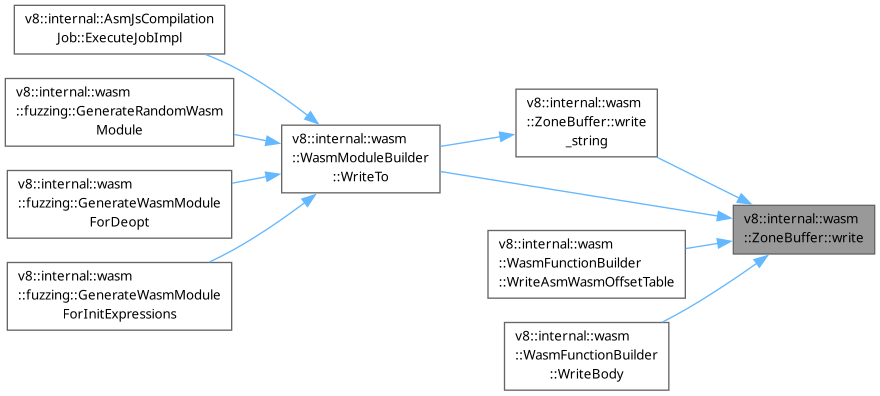 v8::internal::AsmJsCompilation
Job::ExecuteJobImpl
v8::internal::wasm
::fuzzing::GenerateRandomWasm
Module
v8::internal::wasm
::fuzzing::GenerateWasmModule
ForDeopt
v8::internal::wasm
::fuzzing::GenerateWasmModule
ForInitExpressions
v8::internal::wasm
::WasmModuleBuilder
::WriteTo
v8::internal::wasm
::ZoneBuffer::write
_string
v8::internal::wasm
::WasmFunctionBuilder
::WriteAsmWasmOffsetTable
v8::internal::wasm
::WasmFunctionBuilder
::WriteBody
v8::internal::wasm
::ZoneBuffer::write